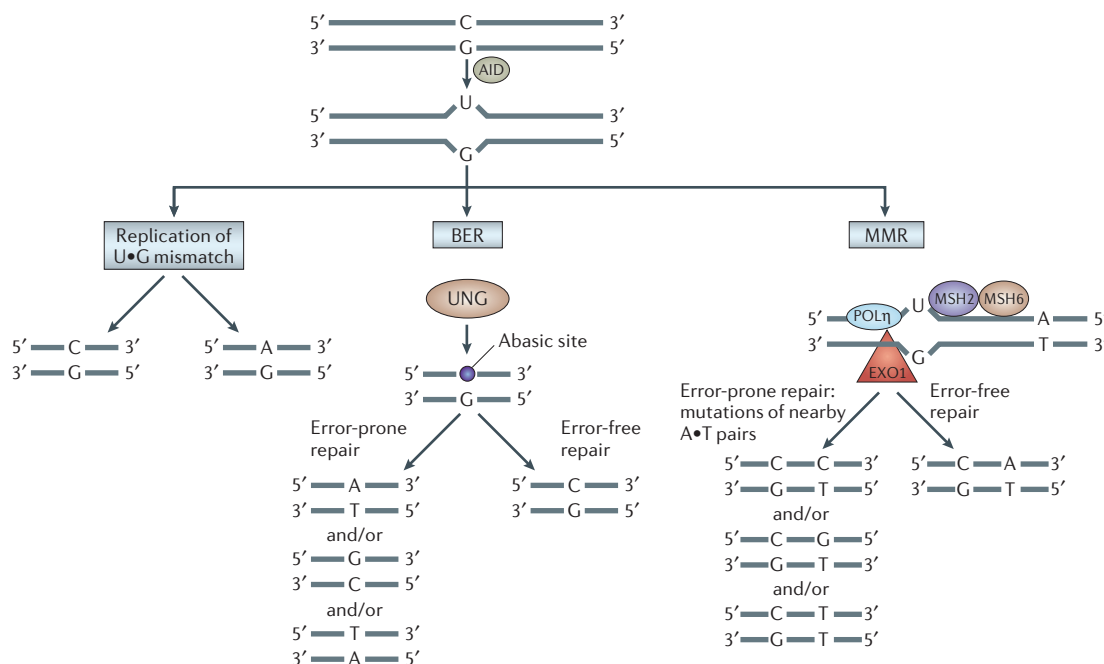 5′ C 3′
3′ G 5′
AID
5′ U 3′
3′ G 5′
Replication of
U•G mismatch
5′ C 3′
3′ G 5′
5′ A 3′
3′ G 5′
BER
UNG
Abasic site
5′ 3′
3′ G 5′
Error-prone
repair
5′ A 3′
3′ T 5′
and/or
5′ G 3′
3′ C 5′
and/or
5′ T 3′
3′ A 5′
Error-free
repair
5′ C 3′
3′ G 5′
MMR
MSH2 MSH6
5′ POLη U A 5
3′ G T 3
EXO1
Error-prone repair:
mutations of nearby
A•T pairs
5′ C C 3′
3′ G T 5′
and/or
5′ C G 5′
3′ G T 3′
and/or
5′ C T 3′
3′ G T 5′
Error-free
repair
5′ C A 3′
3′ G T 5′